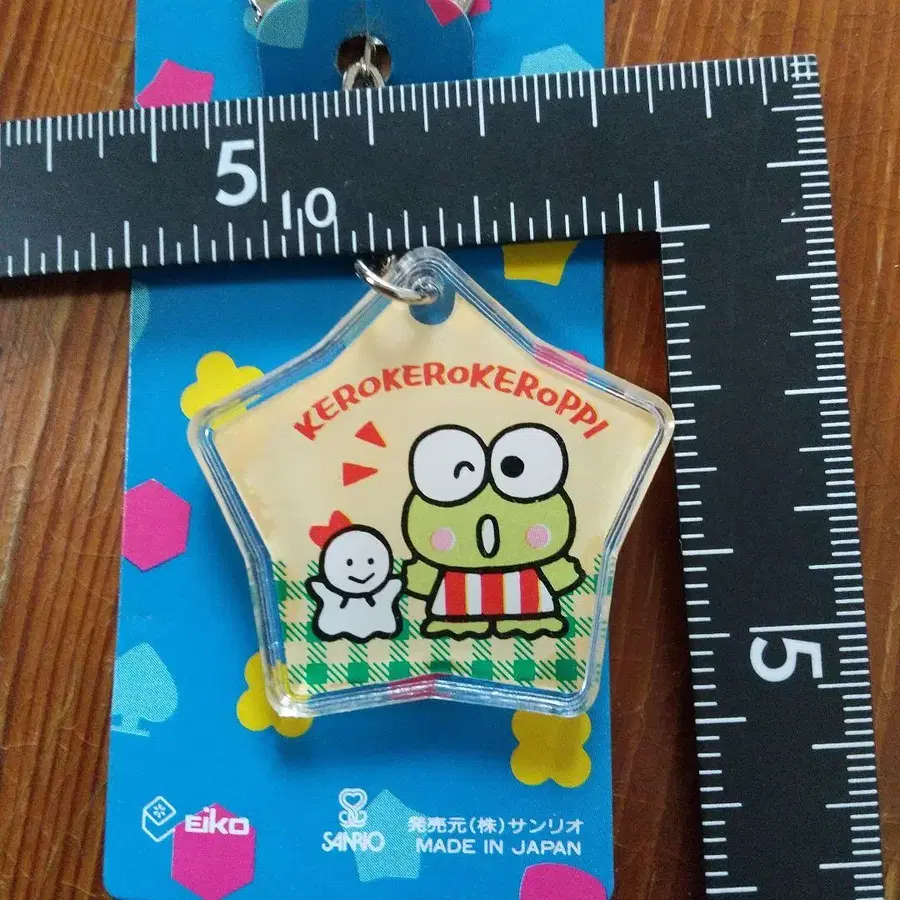 5
10
KEROKEROKEROPPI
5
EIKO
SANRIO
発売元(株)サンリオ
MADE IN JAPAN